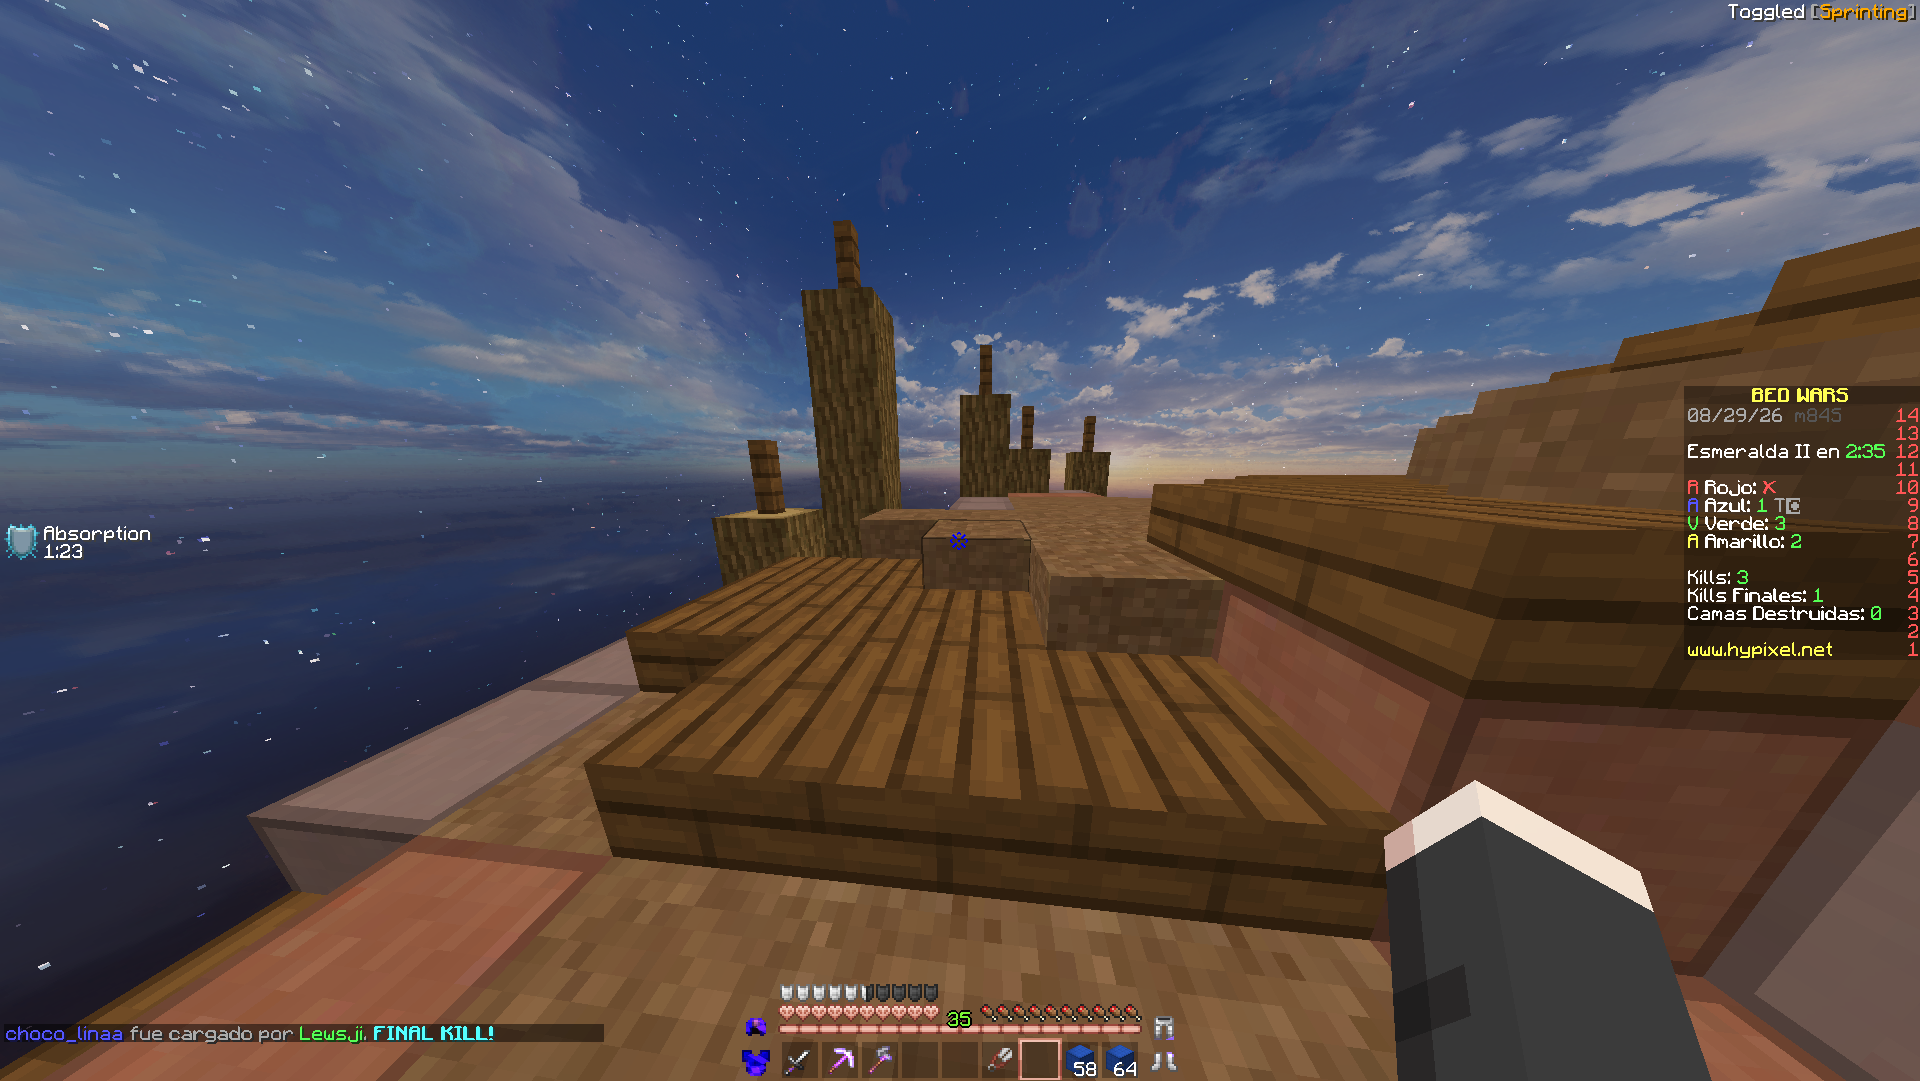 Toggled [Sprinting]
BED WARS
08/29/26 m845 14
13
Esmeralda II en 2:35 12
11
R Rojo: X 10
A Azul: 1 TC 9
V Verde: 3 8
A Amarillo: 2 7
6
Kills: 3 5
Kills Finales: 1 4
Camas Destruidas: 0 3
2
www.hypixel.net 1
Absorption
1:23
choco_linaa fue cargado por Lewsji. FINAL KILL!
35
58 64